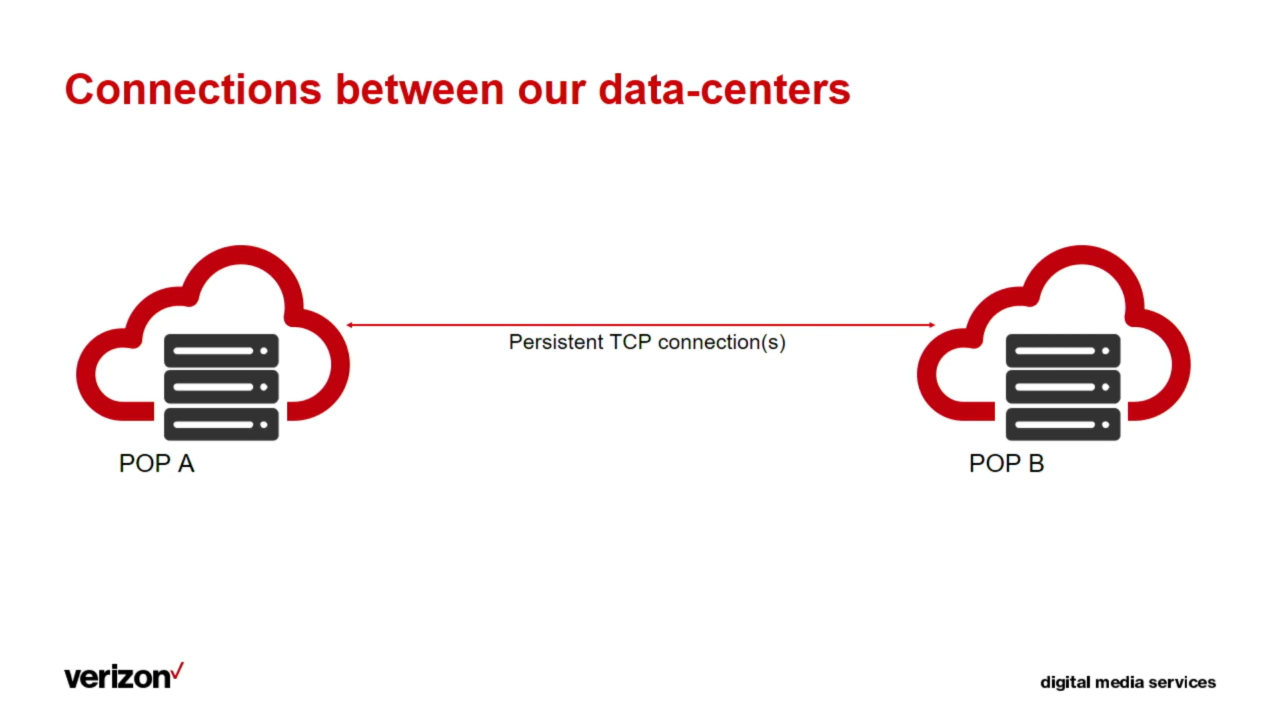 Connections between our data-centers
Persistent TCP connection(s)
POP A
POP B
verizon✓
digital media services